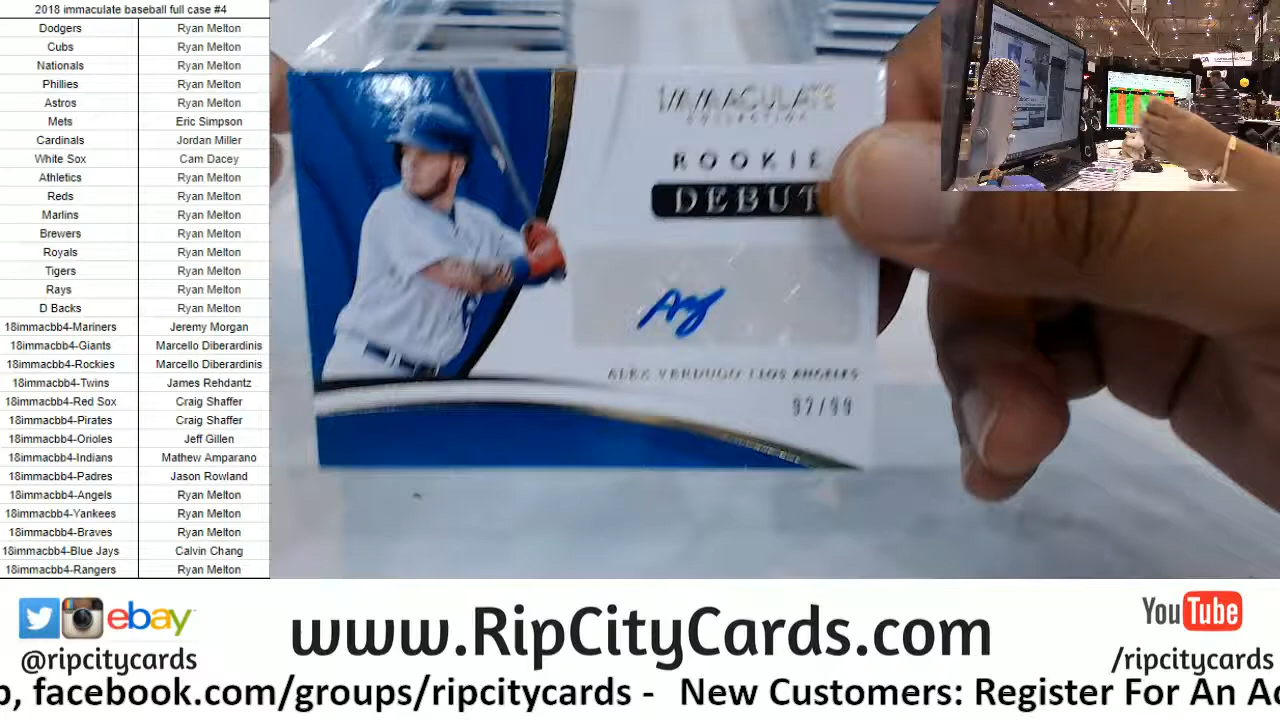 2018 immaculate baseball full case #4
Dodgers Ryan Melton
Cubs Ryan Melton
Nationals Ryan Melton
Phillies Ryan Melton
Astros Ryan Melton
Mets Eric Simpson
Cardinals Jordan Miller
White Sox Cam Dacey
Athletics Ryan Melton
Reds Ryan Melton
Marlins Ryan Melton
Brewers Ryan Melton
Royals Ryan Melton
Tigers Ryan Melton
Rays Ryan Melton
D Backs Ryan Melton
18immacbb4-Mariners Jeremy Morgan
18immacbb4-Giants Marcello Diberardinis
18immacbb4-Rockies Marcello Diberardinis
18immacbb4-Twins James Rehdantz
18immacbb4-Red Sox Craig Shaffer
18immacbb4-Pirates Craig Shaffer
18immacbb4-Orioles Jeff Gillen
18immacbb4-Indians Mathew Amparano
18immacbb4-Padres Jason Rowland
18immacbb4-Angels Ryan Melton
18immacbb4-Yankees Ryan Melton
18immacbb4-Braves Ryan Melton
18immacbb4-Blue Jays Calvin Chang
18immacbb4-Rangers Ryan Melton
IMMACULATE
COLLECTION
ROOKIE
DEBUT
ALEX VERDUGO | LOS ANGELES
92/99
ebay
@ripcitycards
www.RipCityCards.com
YouTube
/ripcitycards
p, facebook.com/groups/ripcitycards - New Customers: Register For An Ac